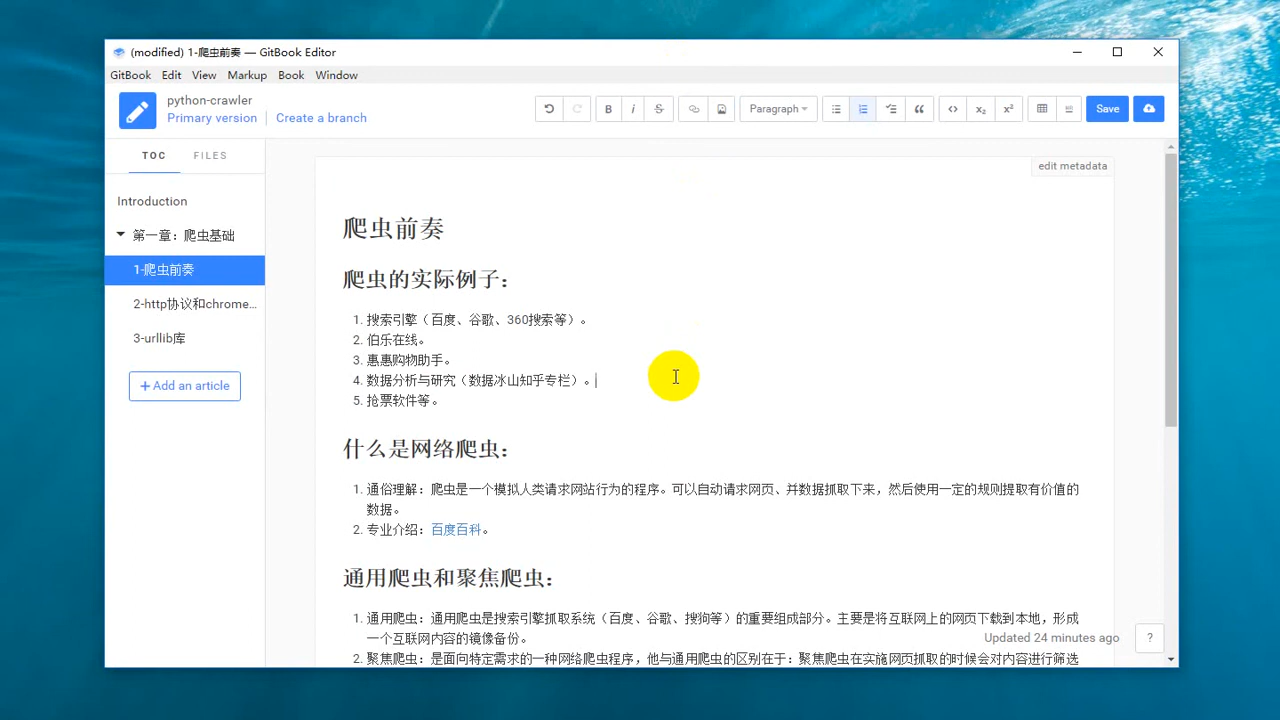 (modified) 1-爬虫前奏 — GitBook Editor
GitBook Edit View Markup Book Window
python-crawler
Primary version Create a branch
B i S Paragraph x₂ x² Save
TOC FILES
edit metadata
Introduction
第一章：爬虫基础
1-爬虫前奏
2-http协议和chrome...
3-urllib库
+ Add an article
爬虫前奏
爬虫的实际例子：
1. 搜索引擎（百度、谷歌、360搜索等）。
2. 伯乐在线。
3. 惠惠购物助手。
4. 数据分析与研究（数据冰山知乎专栏）。
5. 抢票软件等。
什么是网络爬虫：
1. 通俗理解：爬虫是一个模拟人类请求网站行为的程序。可以自动请求网页、并数据抓取下来，然后使用一定的规则提取有价值的
数据。
2. 专业介绍：百度百科。
通用爬虫和聚焦爬虫：
1. 通用爬虫：通用爬虫是搜索引擎抓取系统（百度、谷歌、搜狗等）的重要组成部分。主要是将互联网上的网页下载到本地，形成
一个互联网内容的镜像备份。
2. 聚焦爬虫：是面向特定需求的一种网络爬虫程序，他与通用爬虫的区别在于：聚焦爬虫在实施网页抓取的时候会对内容进行筛选
Updated 24 minutes ago
?